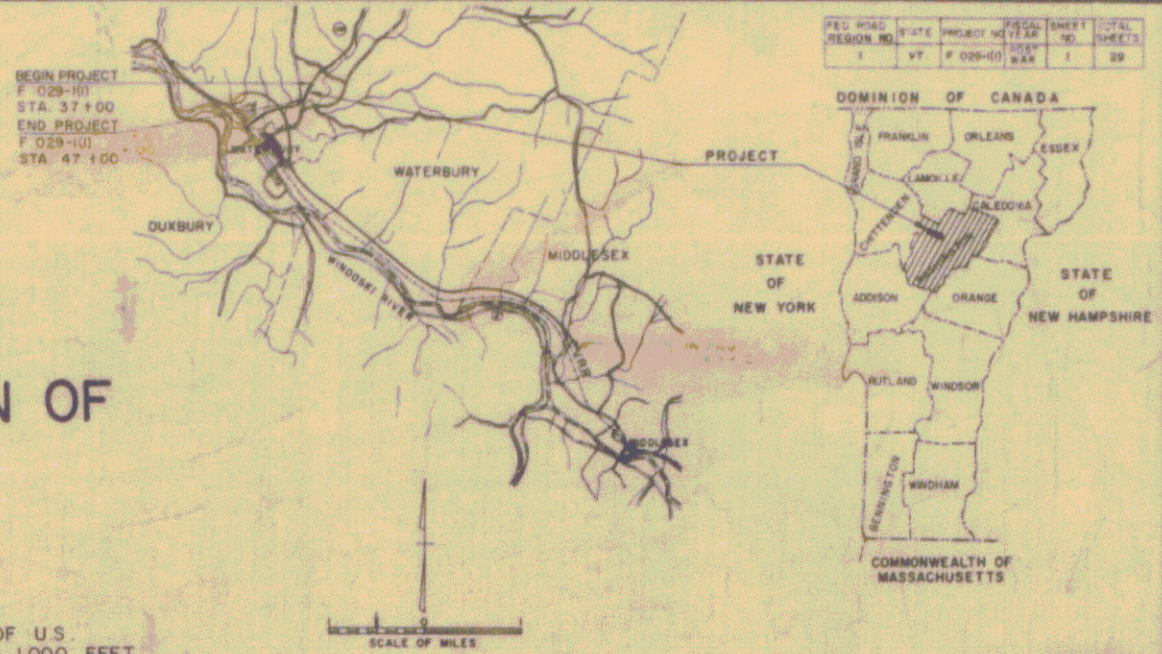 FED ROAD REGION NO. STATE PROJECT NO FISCAL YEAR SHEET NO. TOTAL SHEETS
1 VT F 029-1(1) POST WAR 1 29
BEGIN PROJECT
F 029-1(1)
STA. 37+00
END PROJECT
F 029-1(1)
STA 47+00
WATERBURY
DUXBURY
MIDDLESEX
WINOOSKI RIVER
MIDDLESEX
PROJECT
DOMINION OF CANADA
GRAND ISLE
FRANKLIN
ORLEANS
ESSEX
LAMOILLE
CALEDONIA
CHITTENDEN
ADDISON
ORANGE
RUTLAND
WINDSOR
BENNINGTON
WINDHAM
STATE
OF
NEW YORK
STATE
OF
NEW HAMPSHIRE
COMMONWEALTH OF
MASSACHUSETTS
N OF
OF U.S.
1000 FEET
0
SCALE OF MILES